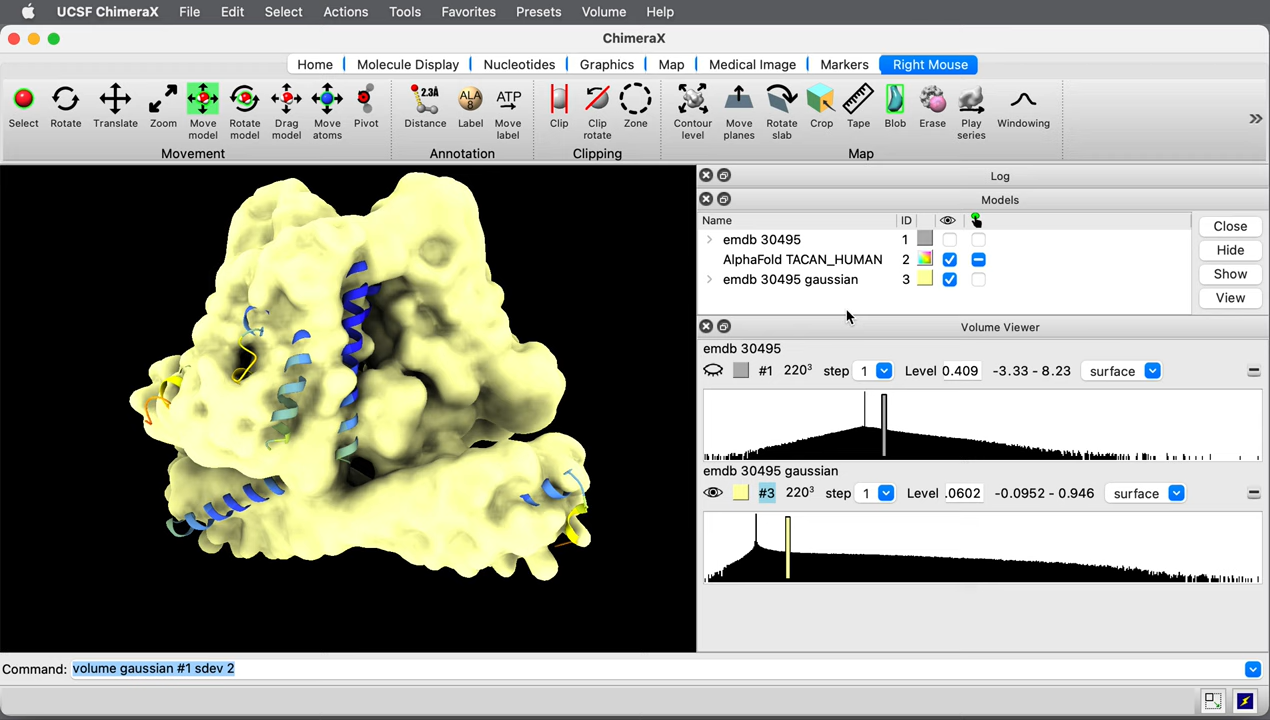 UCSF ChimeraX File Edit Select Actions Tools Favorites Presets Volume Help
ChimeraX
Home Molecule Display Nucleotides Graphics Map Medical Image Markers Right Mouse
2.3Å ALA 8 ATP
Select Rotate Translate Zoom Move model Rotate model Drag model Move atoms Pivot Distance Label Move label Clip Clip rotate Zone Contour level Move planes Rotate slab Crop Tape Blob Erase Play series Windowing
Movement Annotation Clipping Map
Log
Models
Name ID
emdb 30495 1
AlphaFold TACAN_HUMAN 2
emdb 30495 gaussian 3
Close
Hide
Show
View
Volume Viewer
emdb 30495
#1 220³ step 1 Level 0.409 -3.33 - 8.23 surface
emdb 30495 gaussian
#3 220³ step 1 Level .0602 -0.0952 - 0.946 surface
Command: volume gaussian #1 sdev 2